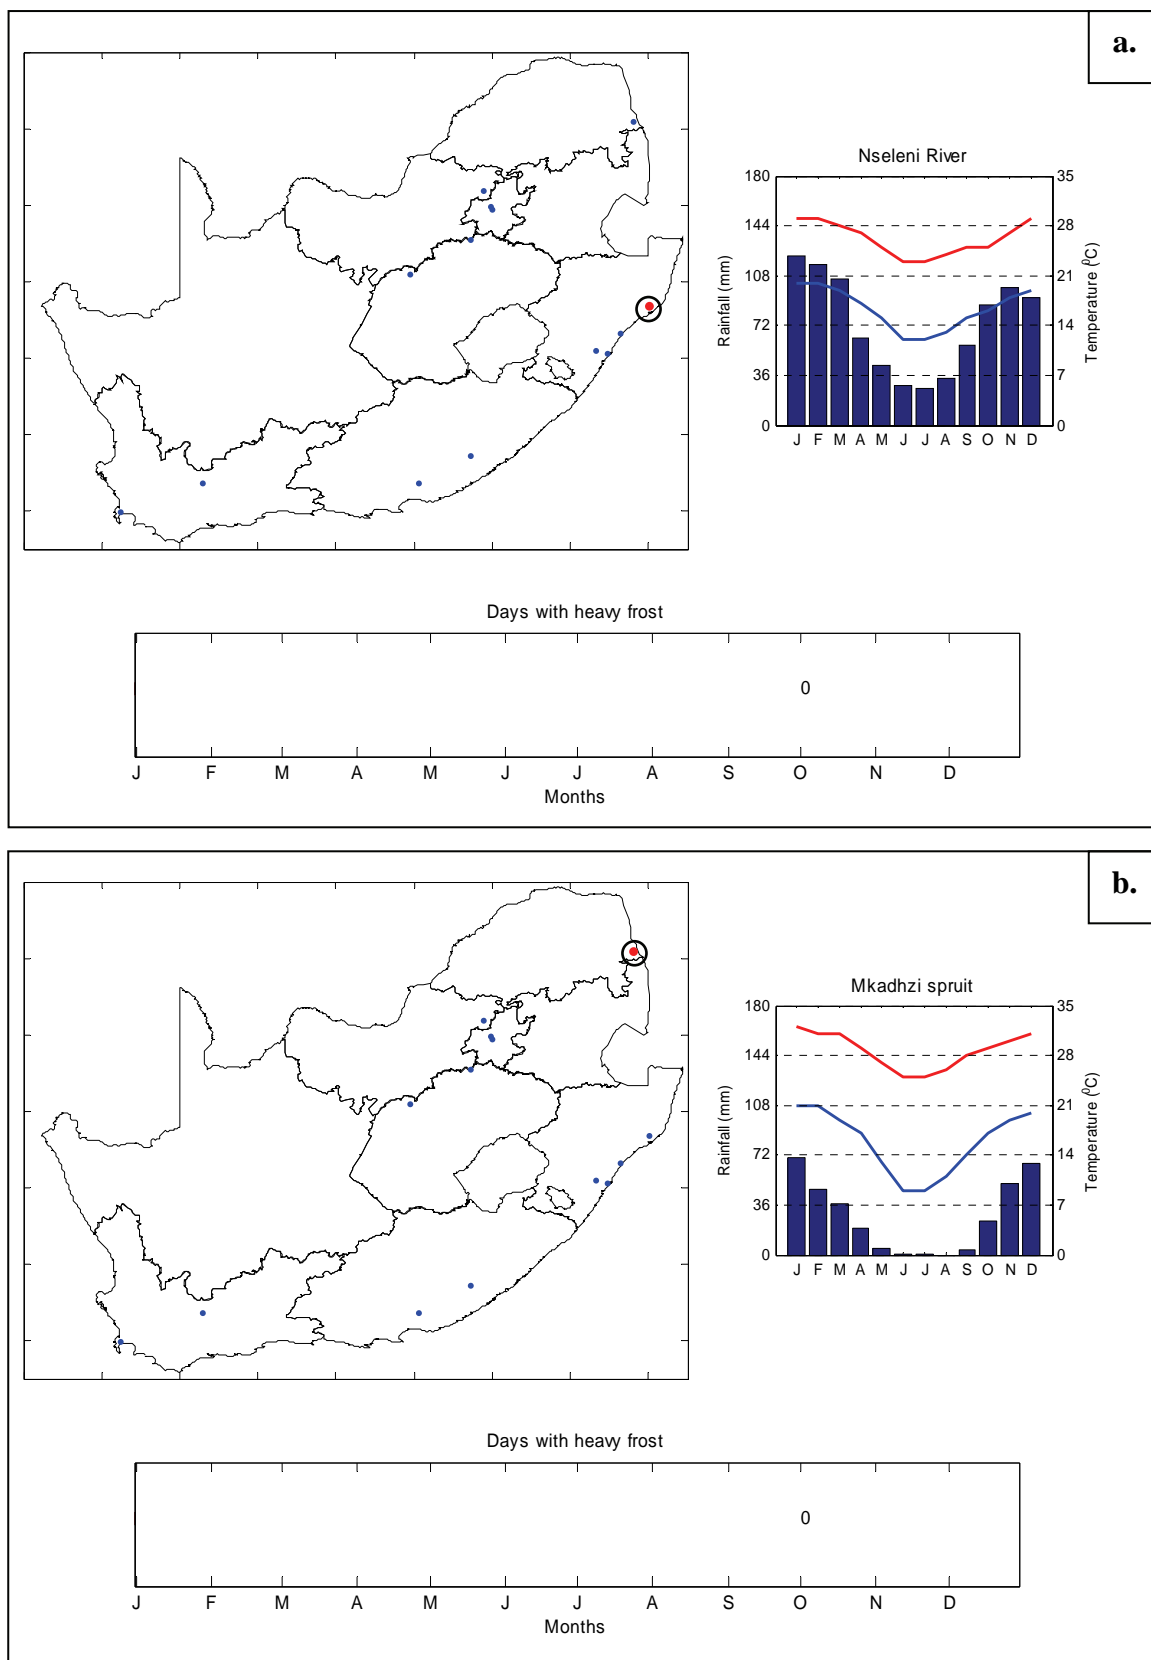 a.
Nseleni River
180
144
108
72
36
0
Rainfall (mm)
35
28
21
14
7
0
Temperature (⁰C)
J F M A M J J A S O N D
Days with heavy frost
0
J F M A M J J A S O N D
Months
b.
Mkadhzi spruit
180
144
108
72
36
0
Rainfall (mm)
35
28
21
14
7
0
Temperature (⁰C)
J F M A M J J A S O N D
Days with heavy frost
0
J F M A M J J A S O N D
Months